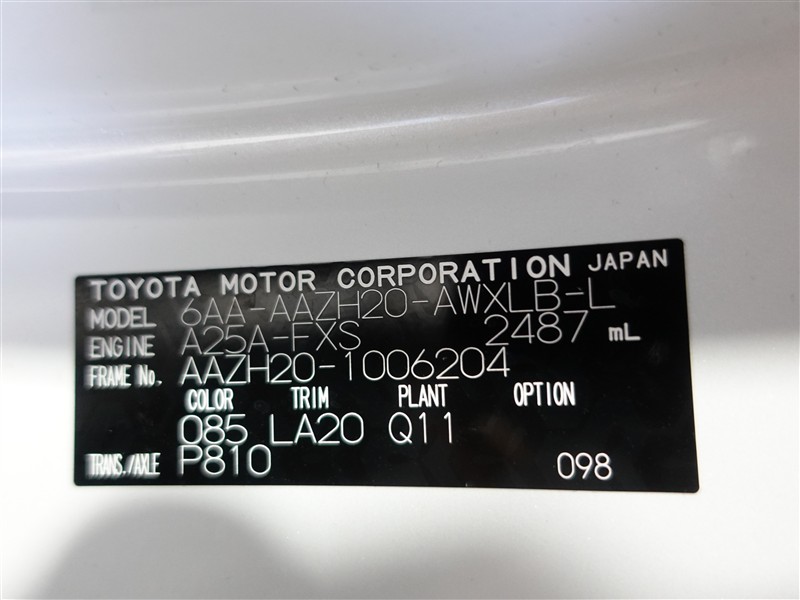 TOYOTA MOTOR CORPORATION JAPAN
MODEL 6AA-AAZH20-AWXLB-L
ENGINE A25A-FXS 2487 mL
FRAME No. AAZH20-1006204
COLOR TRIM PLANT OPTION
085 LA20 Q11
TRANS./AXLE P810 098